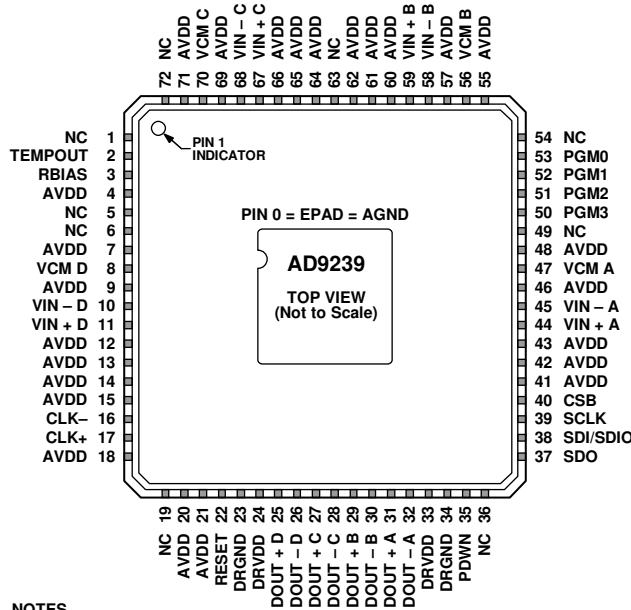 72 NC
71 AVDD
70 VCM C
69 AVDD
68 VIN – C
67 VIN + C
66 AVDD
65 AVDD
64 AVDD
63 NC
62 AVDD
61 AVDD
60 AVDD
59 VIN + B
58 VIN – B
57 AVDD
56 VCM B
55 AVDD
NC 1
TEMPOUT 2
RBIAS 3
AVDD 4
NC 5
NC 6
AVDD 7
VCM D 8
AVDD 9
VIN – D 10
VIN + D 11
AVDD 12
AVDD 13
AVDD 14
AVDD 15
CLK– 16
CLK+ 17
AVDD 18
PIN 1
INDICATOR
PIN 0 = EPAD = AGND
AD9239
TOP VIEW
(Not to Scale)
54 NC
53 PGM0
52 PGM1
51 PGM2
50 PGM3
49 NC
48 AVDD
47 VCM A
46 AVDD
45 VIN – A
44 VIN + A
43 AVDD
42 AVDD
41 AVDD
40 CSB
39 SCLK
38 SDI/SDIO
37 SDO
NC 19
AVDD 20
AVDD 21
RESET 22
DRGND 23
DRVDD 24
DOUT + D 25
DOUT – D 26
DOUT + C 27
DOUT – C 28
DOUT + B 29
DOUT – B 30
DOUT + A 31
DOUT – A 32
DRVDD 33
DRGND 34
PDWN 35
NC 36
NOTES